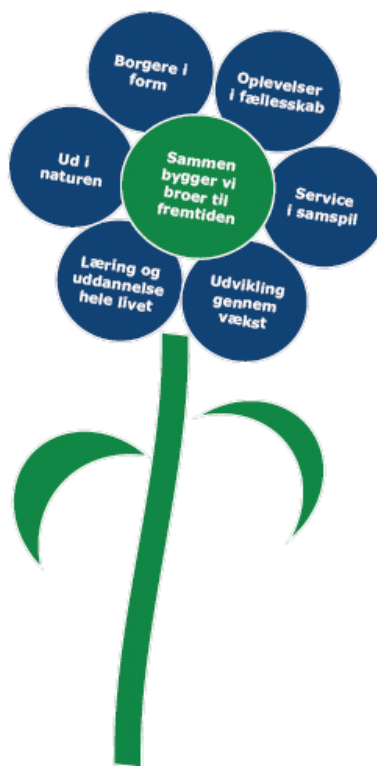 Borgere i
form
Oplevelser
i fællesskab
Ud i
naturen
Sammen
bygger vi
broer til
fremtiden
Service
i samspil
Læring og
uddannelse
hele livet
Udvikling
gennem
vækst